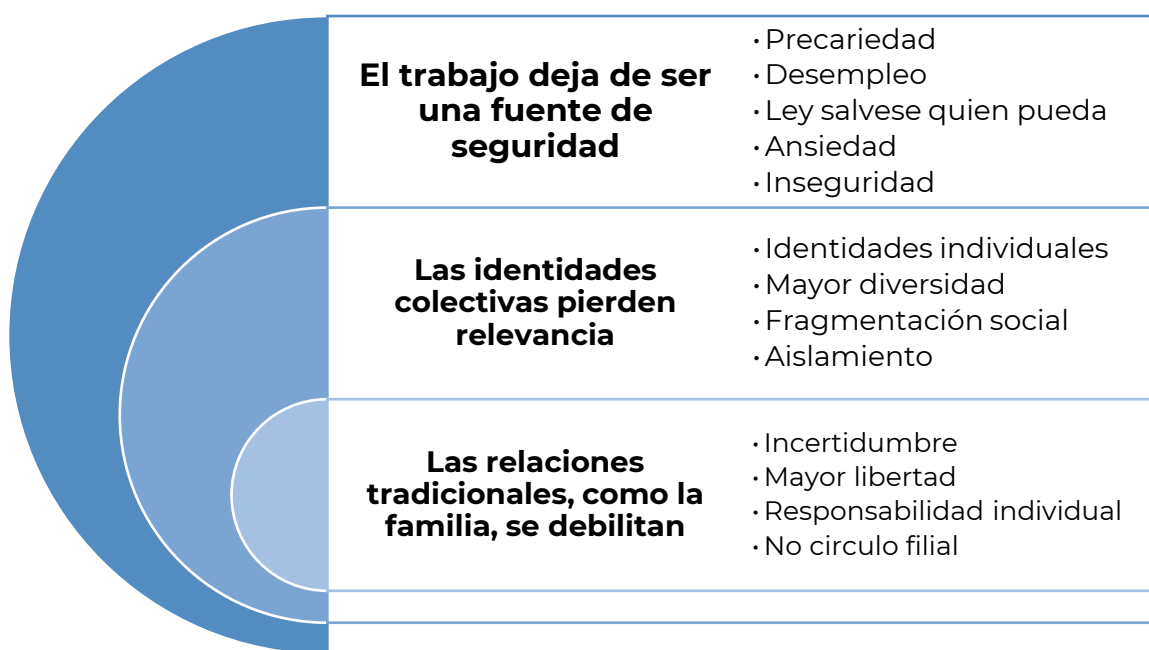 El trabajo deja de ser
una fuente de
seguridad
· Precariedad
· Desempleo
· Ley salvese quien pueda
· Ansiedad
· Inseguridad
Las identidades
colectivas pierden
relevancia
· Identidades individuales
· Mayor diversidad
· Fragmentación social
· Aislamiento
Las relaciones
tradicionales, como la
familia, se debilitan
· Incertidumbre
· Mayor libertad
· Responsabilidad individual
· No circulo filial